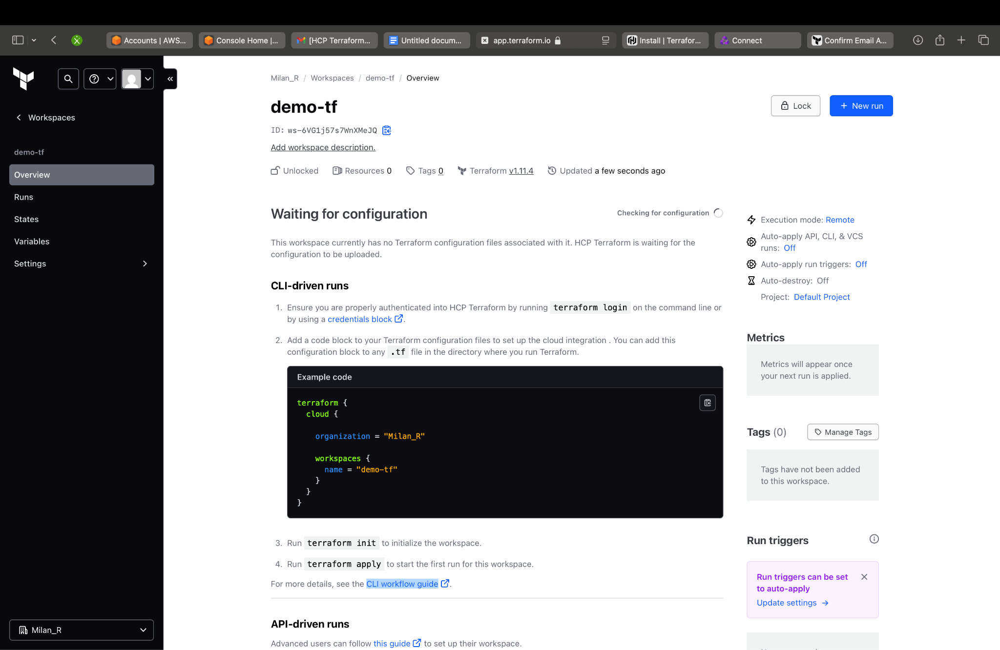 Accounts | AWS...
Console Home |...
[HCP Terraform...
Untitled docum...
app.terraform.io
Install | Terrafor...
Connect
Confirm Email A...
Workspaces
demo-tf
Overview
Runs
States
Variables
Settings
Milan_R
Milan_R / Workspaces / demo-tf / Overview
demo-tf
Lock
+ New run
ID: ws-6VG1j57s7WnXMeJQ
Add workspace description.
Unlocked Resources 0 Tags 0 Terraform v1.11.4 Updated a few seconds ago
Waiting for configuration
Checking for configuration
This workspace currently has no Terraform configuration files associated with it. HCP Terraform is waiting for the
configuration to be uploaded.
CLI-driven runs
1. Ensure you are properly authenticated into HCP Terraform by running terraform login on the command line or
by using a credentials block.
2. Add a code block to your Terraform configuration files to set up the cloud integration . You can add this
configuration block to any .tf file in the directory where you run Terraform.
Example code
terraform {
cloud {
organization = "Milan_R"
workspaces {
name = "demo-tf"
}
}
}
3. Run terraform init to initialize the workspace.
4. Run terraform apply to start the first run for this workspace.
For more details, see the CLI workflow guide.
API-driven runs
Advanced users can follow this guide to set up their workspace.
Execution mode: Remote
Auto-apply API, CLI, & VCS
runs: Off
Auto-apply run triggers: Off
Auto-destroy: Off
Project: Default Project
Metrics
Metrics will appear once
your next run is applied.
Tags (0)
Manage Tags
Tags have not been added
to this workspace.
Run triggers
Run triggers can be set
to auto-apply
Update settings →